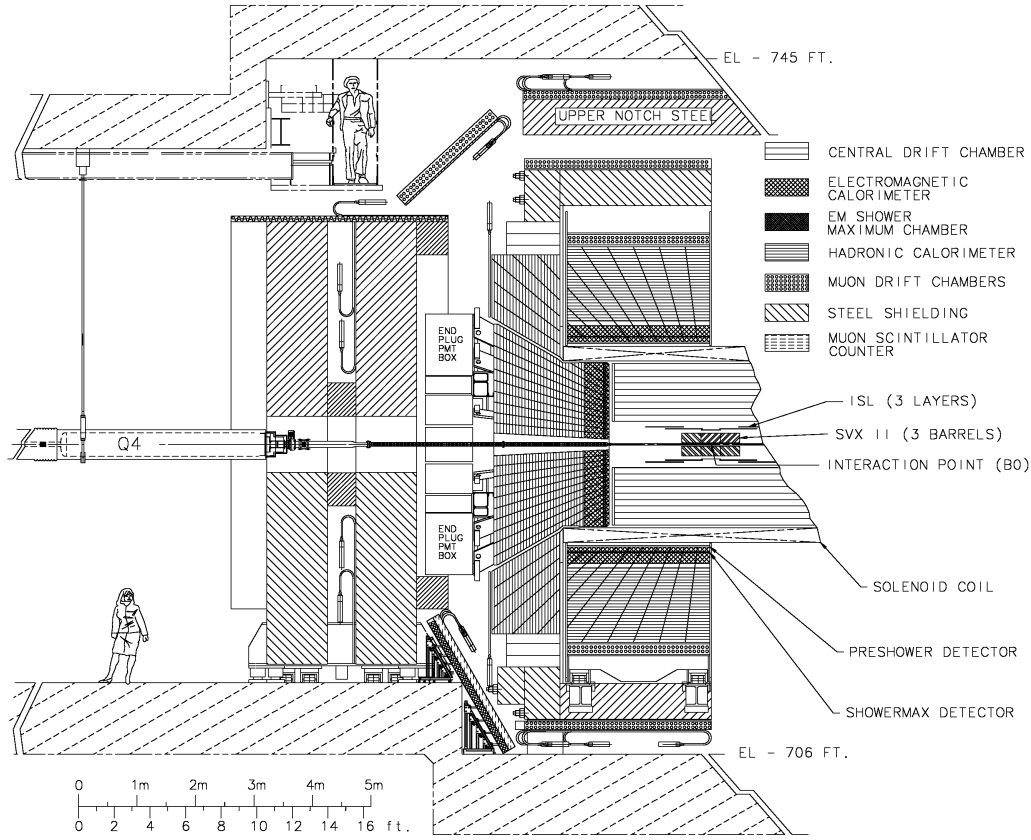 EL - 745 FT.
UPPER NOTCH STEEL
CENTRAL DRIFT CHAMBER
ELECTROMAGNETIC
CALORIMETER
EM SHOWER
MAXIMUM CHAMBER
HADRONIC CALORIMETER
MUON DRIFT CHAMBERS
STEEL SHIELDING
MUON SCINTILLATOR
COUNTER
END
PLUG
PMT
BOX
ISL (3 LAYERS)
SVX II (3 BARRELS)
INTERACTION POINT (B0)
Q4
END
PLUG
PMT
BOX
SOLENOID COIL
PRESHOWER DETECTOR
SHOWERMAX DETECTOR
EL - 706 FT.
0 1m 2m 3m 4m 5m
0 2 4 6 8 10 12 14 16 ft.